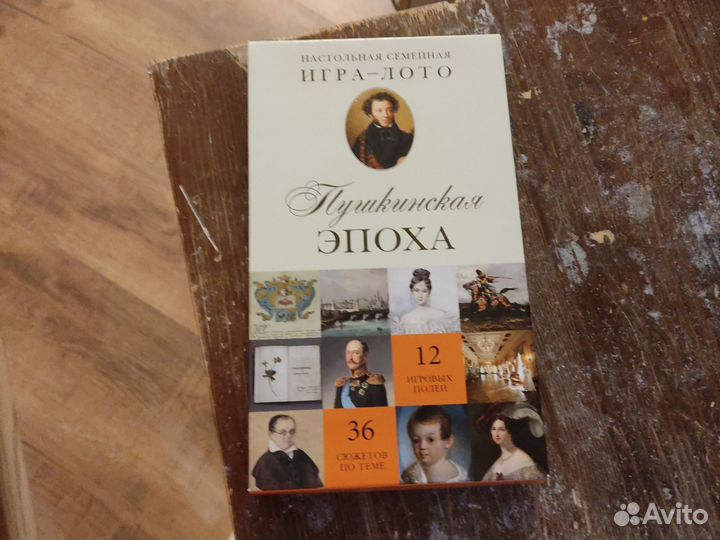 НАСТОЛЬНАЯ СЕМЕЙНАЯ
ИГРА–ЛОТО
Пушкинская
ЭПОХА
12
ИГРОВЫХ
ПОЛЕЙ
36
СЮЖЕТОВ
ПО ТЕМЕ
Avito